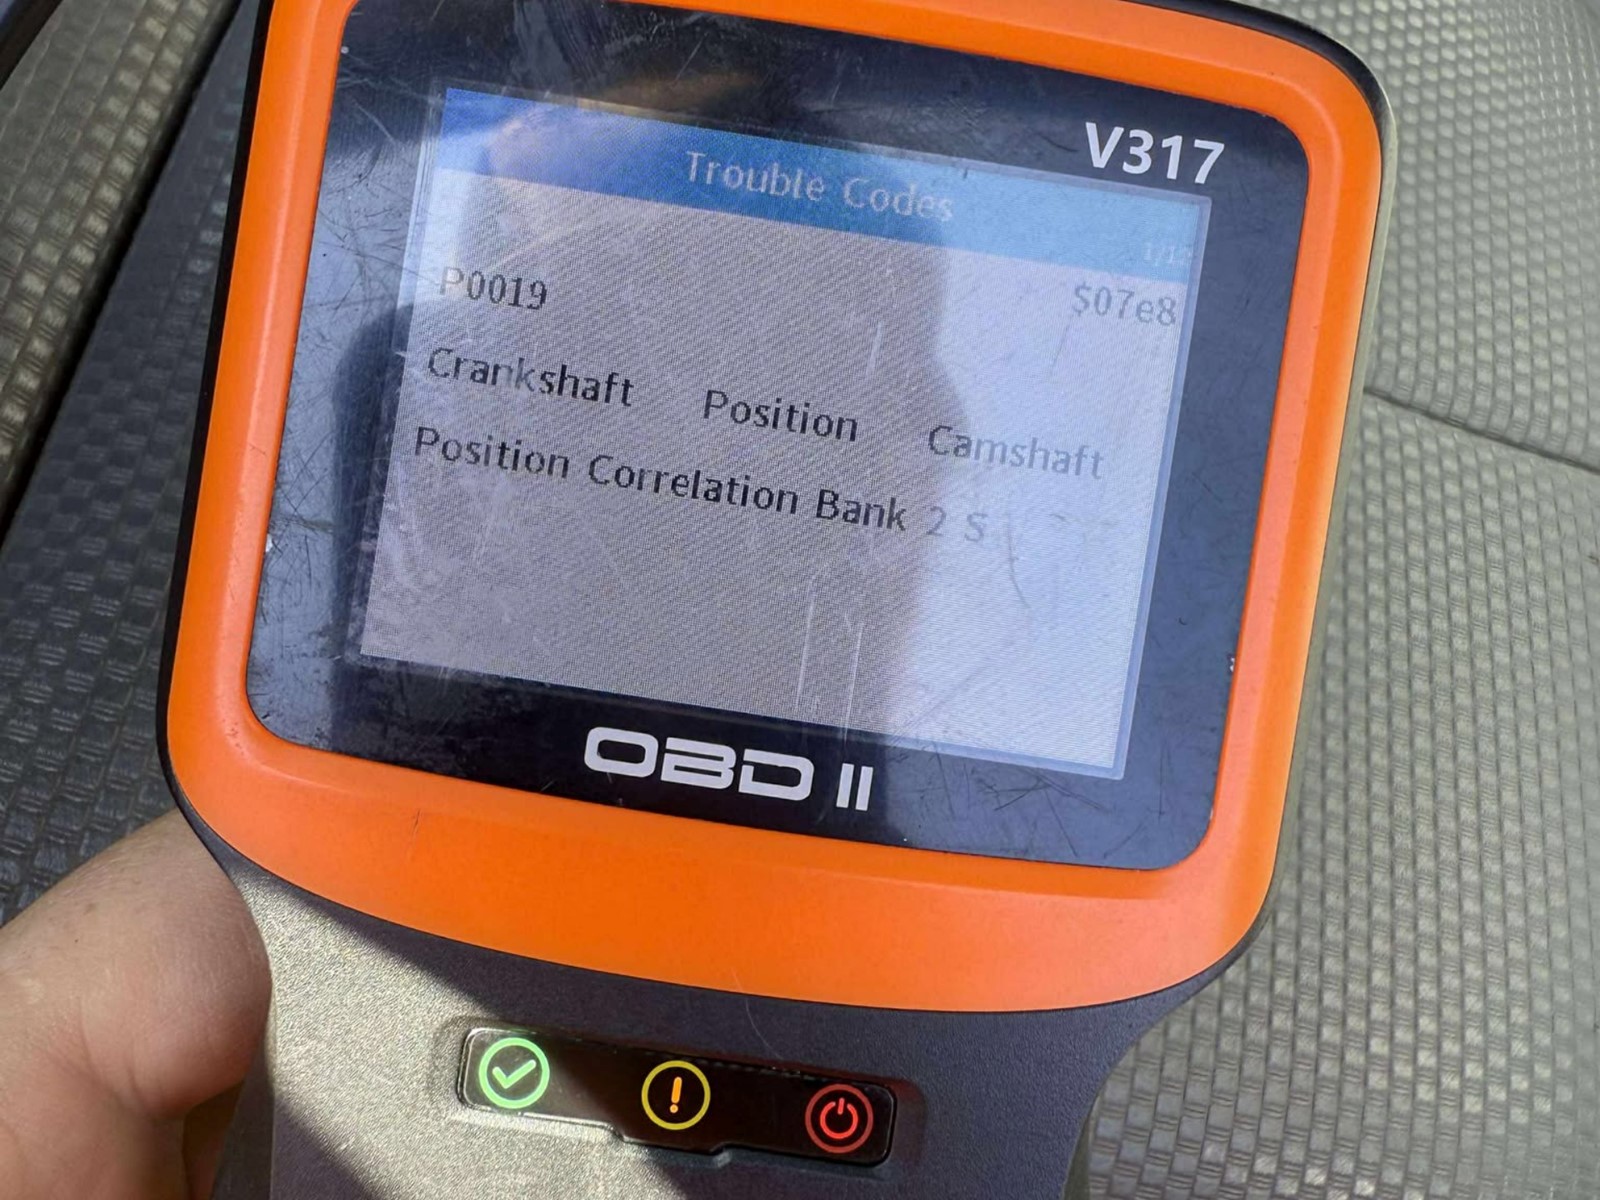 V317
Trouble Codes
P0019 $07e8
Crankshaft Position Camshaft
Position Correlation Bank 2 S
OBD II